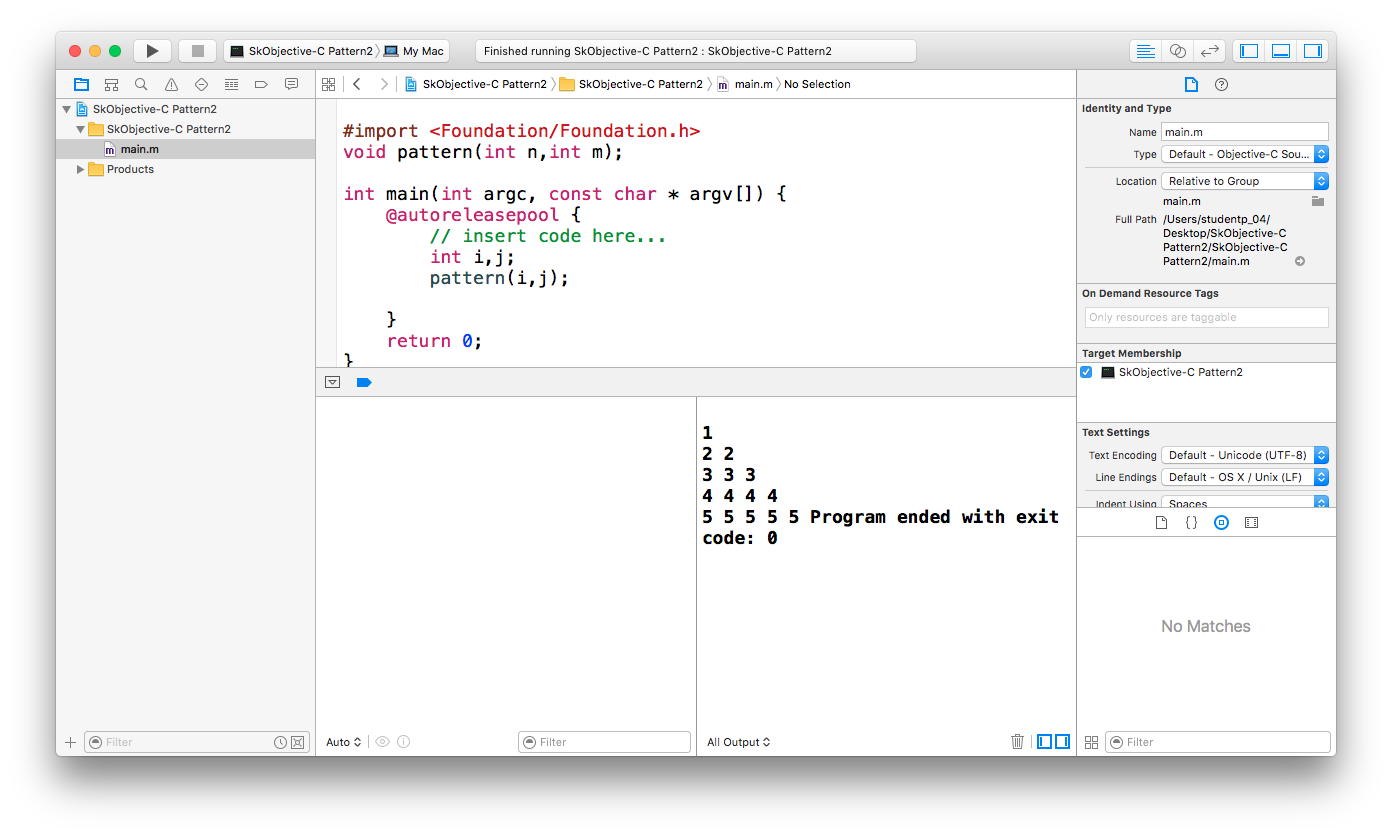 SkObjective-C Pattern2 My Mac
Finished running SkObjective-C Pattern2 : SkObjective-C Pattern2
SkObjective-C Pattern2
SkObjective-C Pattern2
main.m
Products
Filter
SkObjective-C Pattern2 SkObjective-C Pattern2 m main.m No Selection
#import <Foundation/Foundation.h>
void pattern(int n,int m);
int main(int argc, const char * argv[]) {
@autoreleasepool {
// insert code here...
int i,j;
pattern(i,j);
}
return 0;
}
1
2 2
3 3 3
4 4 4 4
5 5 5 5 5 Program ended with exit
code: 0
Auto
Filter
All Output
Identity and Type
Name main.m
Type Default - Objective-C Sou...
Location Relative to Group
main.m
Full Path /Users/studentp_04/
Desktop/SkObjective-C
Pattern2/SkObjective-C
Pattern2/main.m
On Demand Resource Tags
Only resources are taggable
Target Membership
SkObjective-C Pattern2
Text Settings
Text Encoding Default - Unicode (UTF-8)
Line Endings Default - OS X / Unix (LF)
Indent Using Spaces
No Matches
Filter